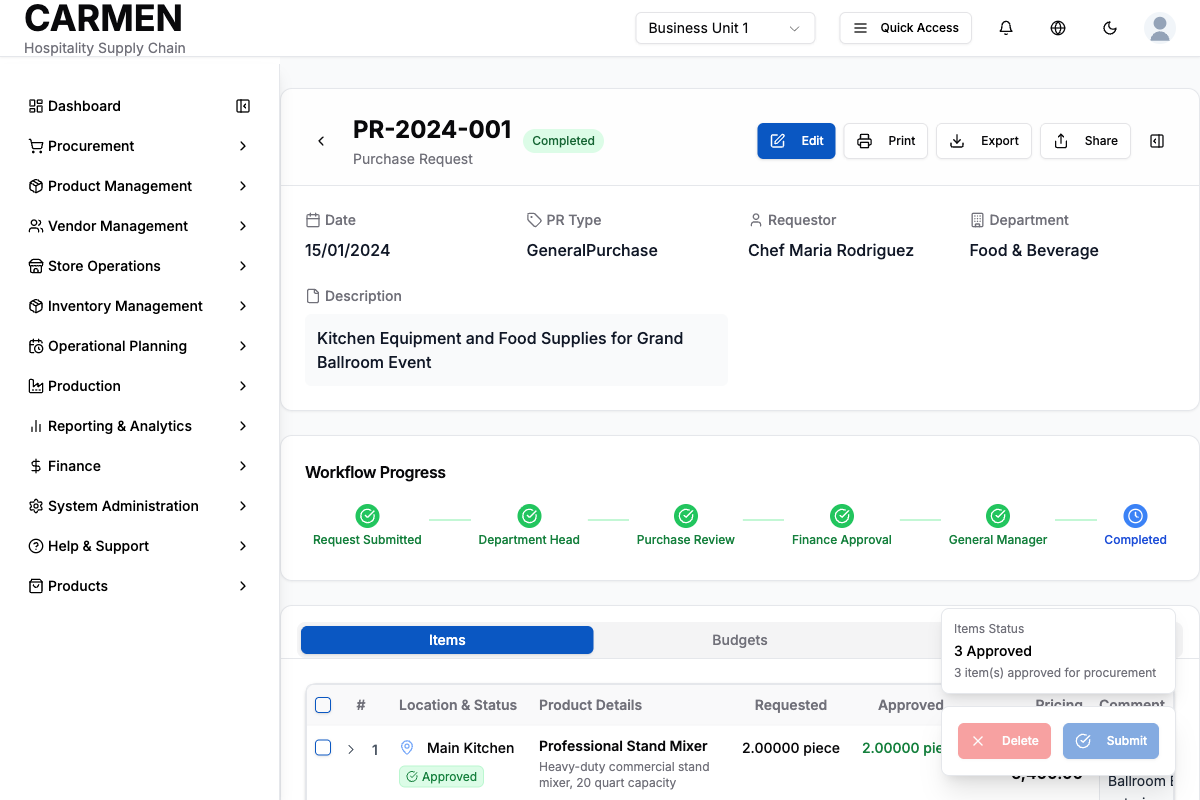 CARMEN
Hospitality Supply Chain
Business Unit 1
Quick Access
Dashboard
Procurement
Product Management
Vendor Management
Store Operations
Inventory Management
Operational Planning
Production
Reporting & Analytics
Finance
System Administration
Help & Support
Products
PR-2024-001
Completed
Purchase Request
Edit
Print
Export
Share
Date
15/01/2024
PR Type
GeneralPurchase
Requestor
Chef Maria Rodriguez
Department
Food & Beverage
Description
Kitchen Equipment and Food Supplies for Grand
Ballroom Event
Workflow Progress
Request Submitted
Department Head
Purchase Review
Finance Approval
General Manager
Completed
Items
Budgets
Items Status
3 Approved
3 item(s) approved for procurement
# Location & Status Product Details Requested Approved Pricing Comment
1
Main Kitchen
Approved
Professional Stand Mixer
Heavy-duty commercial stand
mixer, 20 quart capacity
2.00000 piece
2.00000 pie
Delete
Submit
Ballroom